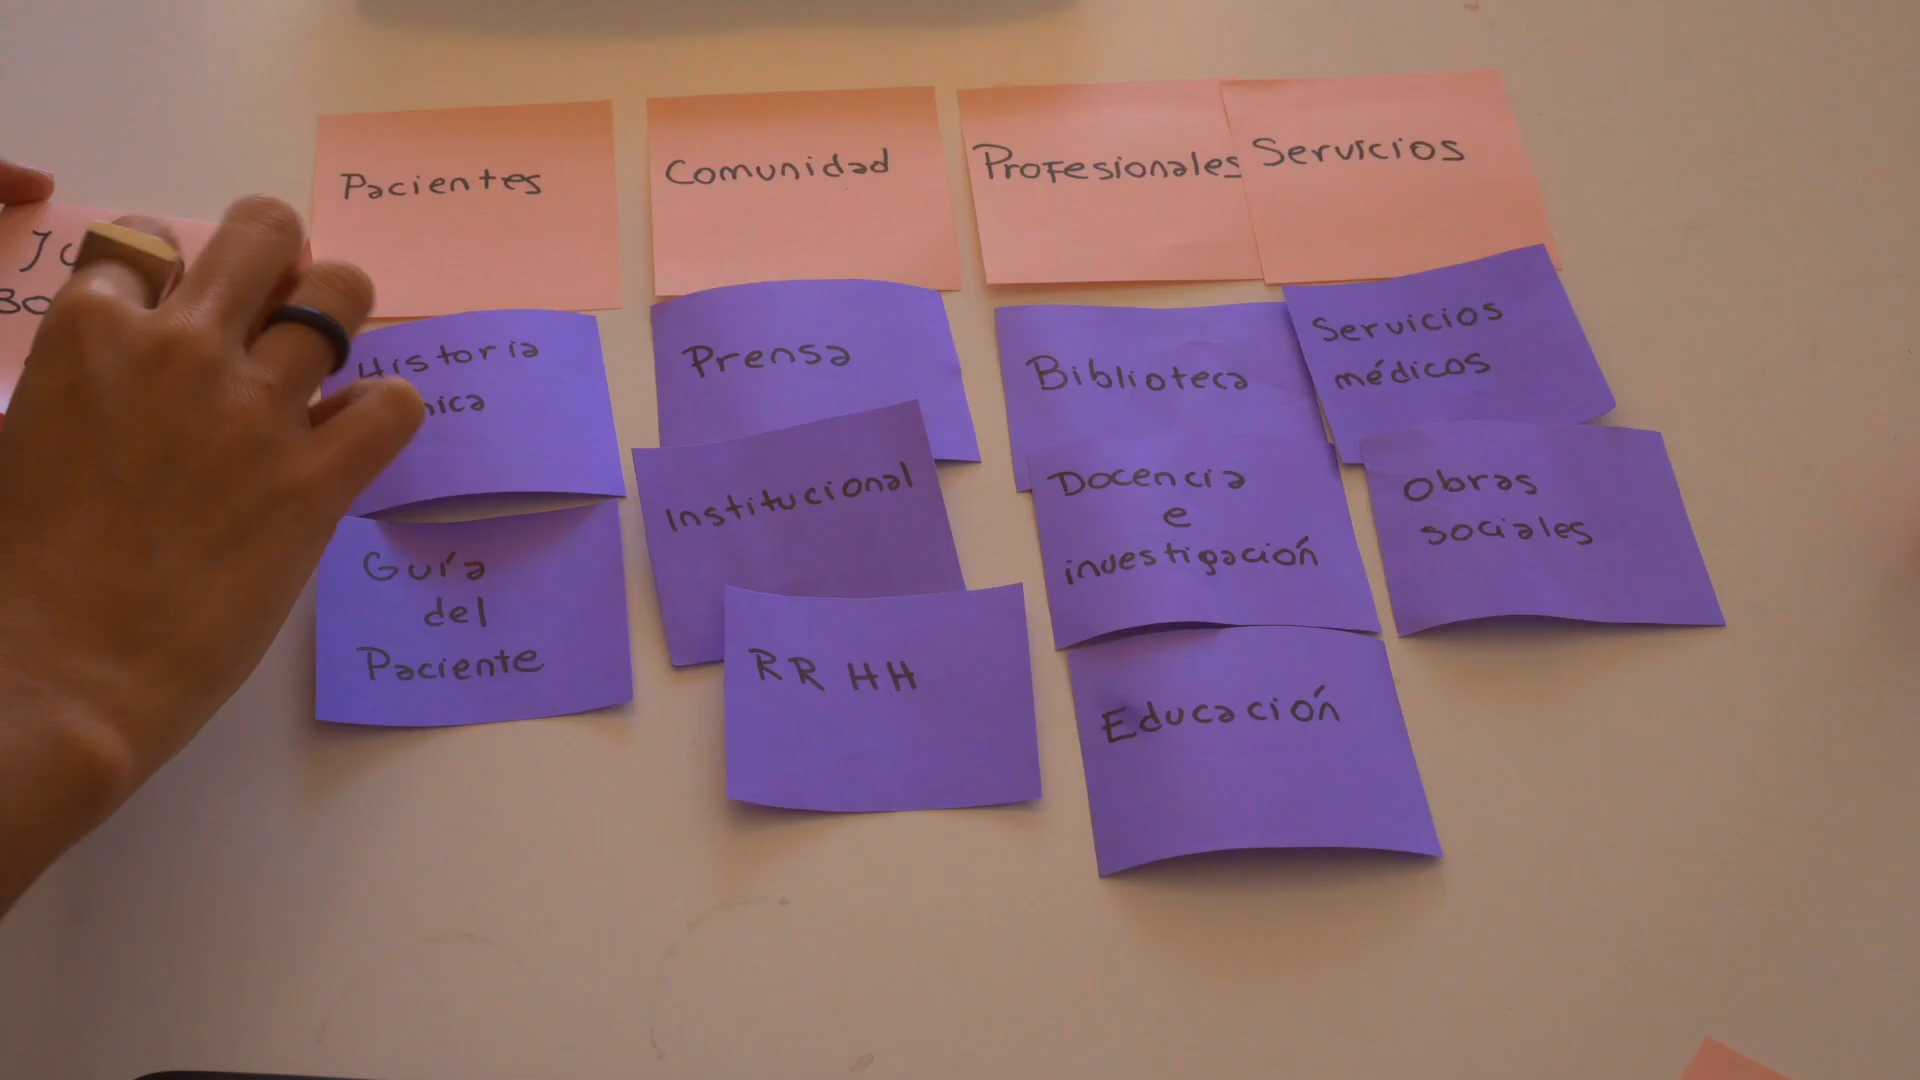 Pacientes
Comunidad
Profesionales
Servicios
Historia
Guía
del
Paciente
Prensa
Institucional
RR HH
Biblioteca
Docencia
e
investigación
Educación
Servicios
médicos
Obras
sociales